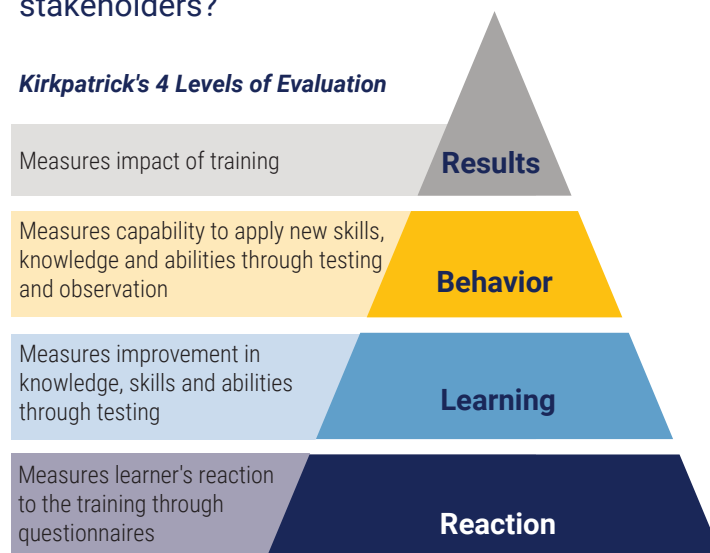 stakeholders?
Kirkpatrick's 4 Levels of Evaluation
Measures impact of training
Results
Measures capability to apply new skills,
knowledge and abilities through testing
and observation
Behavior
Measures improvement in
knowledge, skills and abilities
through testing
Learning
Measures learner's reaction
to the training through
questionnaires
Reaction